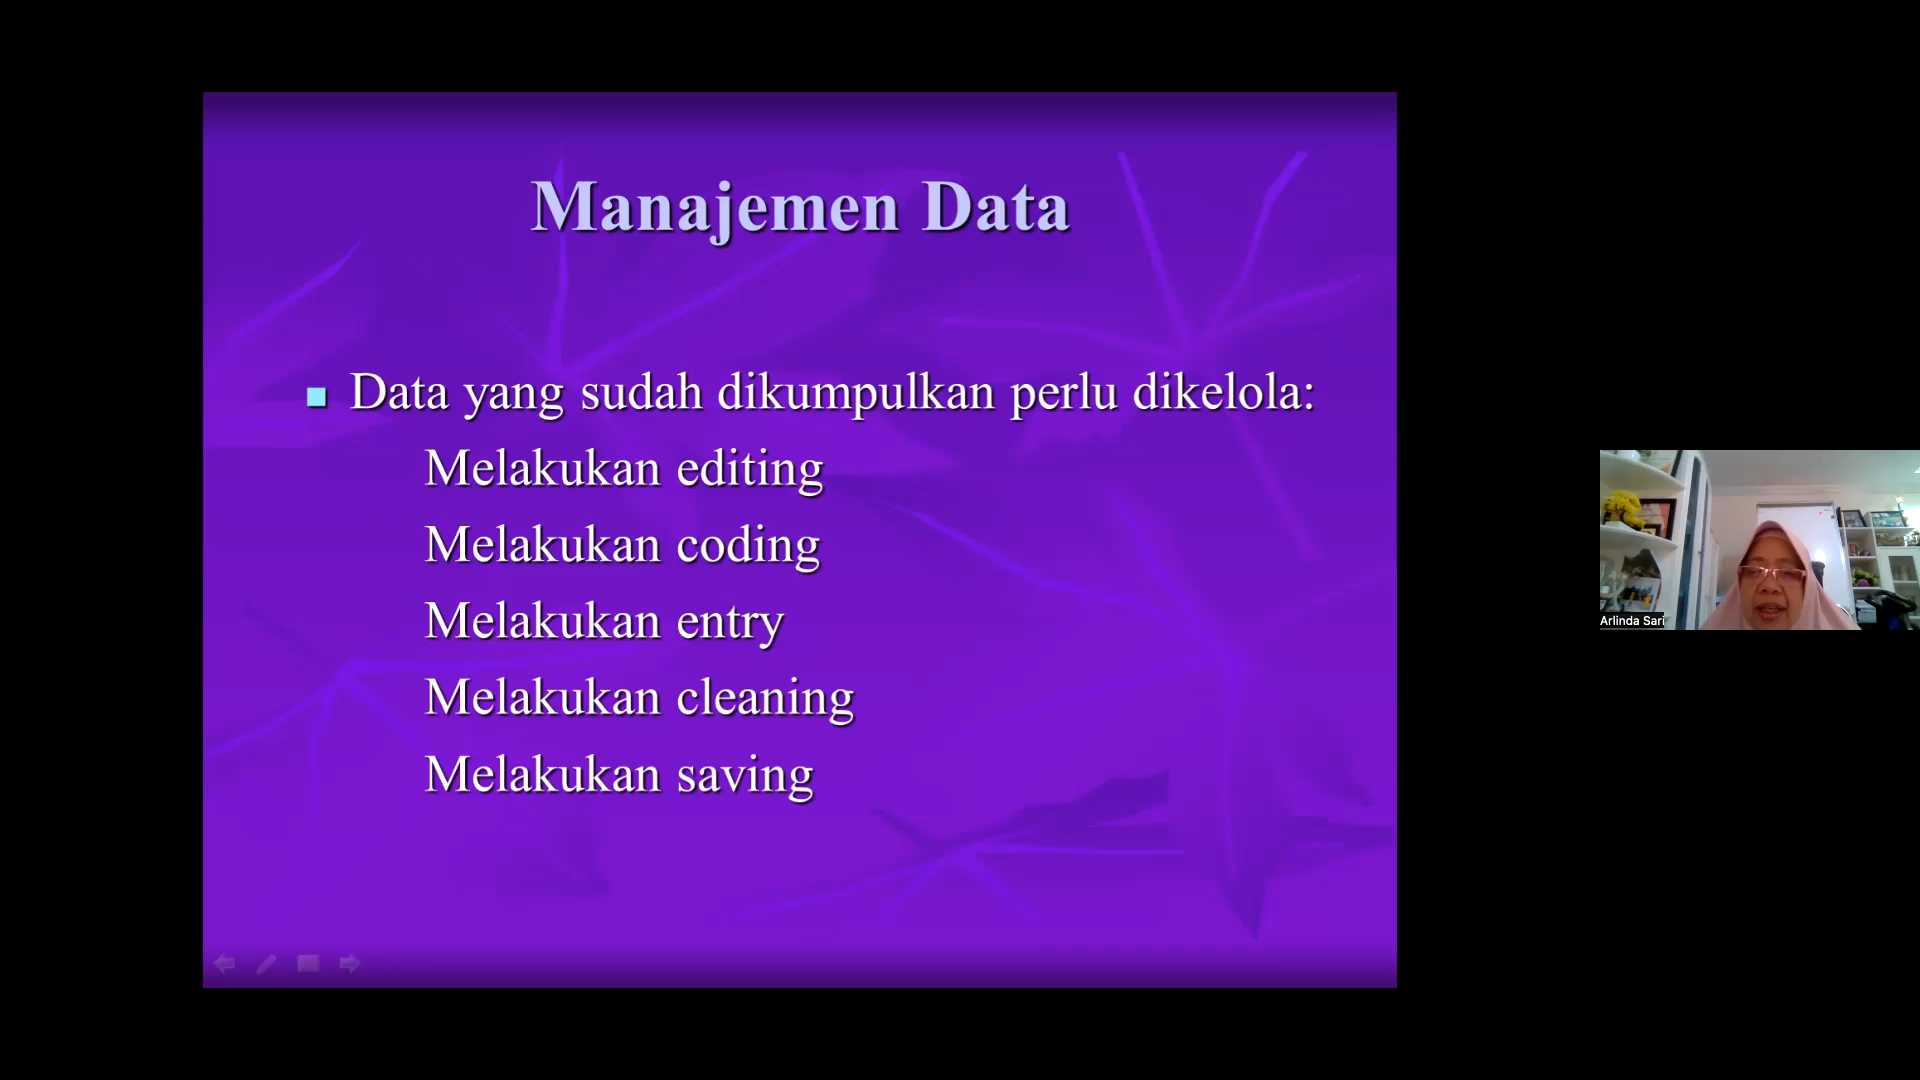 Manajemen Data
Data yang sudah dikumpulkan perlu dikelola:
Melakukan editing
Melakukan coding
Melakukan entry
Melakukan cleaning
Melakukan saving
Arlinda Sari